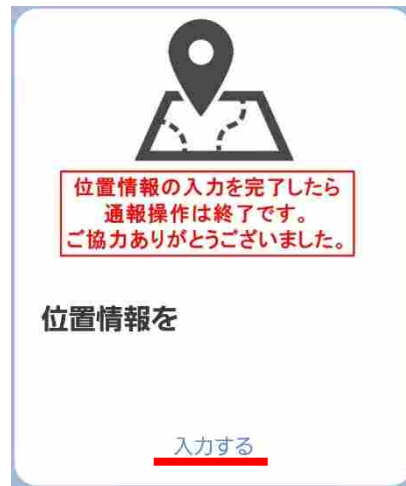 位置情報の入力を完了したら
通報操作は終了です。
ご協力ありがとうございました。
位置情報を
入力する